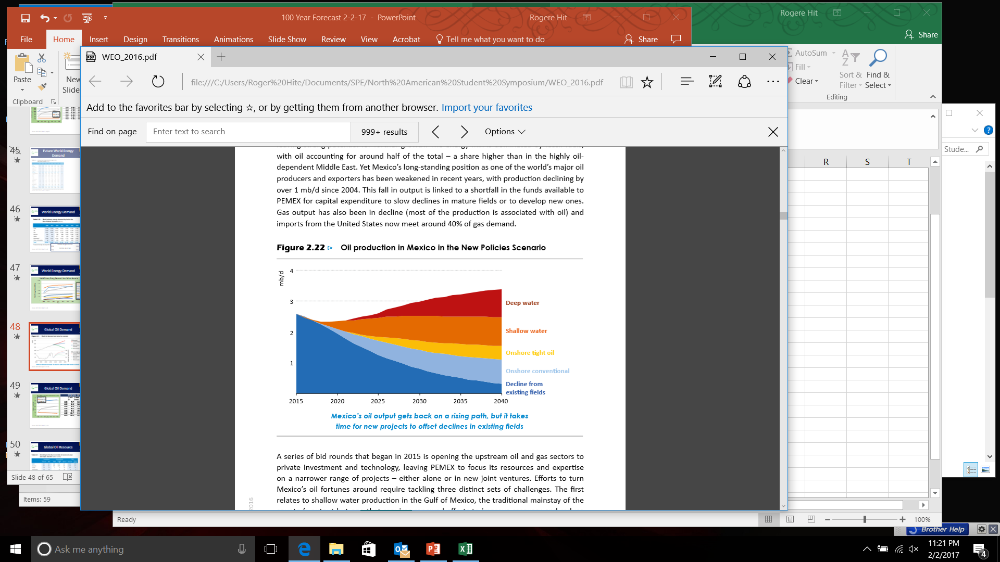 100 Year Forecast 2-2-17 - PowerPoint
Rogere Hit
Rogere Hit
File
Home
Insert
Design
Transitions
Animations
Slide Show
Review
View
Acrobat
Tell me what you want to do
Share
Share
WEO_2016.pdf
Paste
New
Slide
Clipboard
AutoSum
Fill
Clear
Sort &
Filter
Find &
Select
Editing
file:///C:/Users/Roger%20Hite/Documents/SPE/North%20American%20Student%20Symposium/WEO_2016.pdf
Add to the favorites bar by selecting ☆, or by getting them from another browser. Import your favorites
Find on page
Enter text to search
999+ results
Options
Stude...
R
S
T
with oil accounting for around half of the total – a share higher than in the highly oil-
dependent Middle East. Yet Mexico’s long-standing position as one of the world’s major oil
producers and exporters has been weakened in recent years, with production declining by
over 1 mb/d since 2004. This fall in output is linked to a shortfall in the funds available to
PEMEX for capital expenditure to slow declines in mature fields or to develop new ones.
Gas output has also been in decline (most of the production is associated with oil) and
imports from the United States now meet around 40% of gas demand.
Figure 2.22 ▷ Oil production in Mexico in the New Policies Scenario
mb/d
4
3
2
1
2015
2020
2025
2030
2035
2040
Deep water
Shallow water
Onshore tight oil
Onshore conventional
Decline from
existing fields
Mexico’s oil output gets back on a rising path, but it takes
time for new projects to offset declines in existing fields
A series of bid rounds that began in 2015 is opening the upstream oil and gas sectors to
private investment and technology, leaving PEMEX to focus its resources and expertise
on a narrower range of projects – either alone or in new joint ventures. Efforts to turn
Mexico’s oil fortunes around require tackling three distinct sets of challenges. The first
relates to shallow water production in the Gulf of Mexico, the traditional mainstay of the
2016
45
Future World Energy
Demand
46
World Energy Demand
47
World Energy Demand
48
Global Oil Demand
49
Global Oil Demand
50
Global Oil Resource
Slide 48 of 65
Items: 59
Ready
100%
Brother Help
Ask me anything
11:21 PM
2/2/2017
4